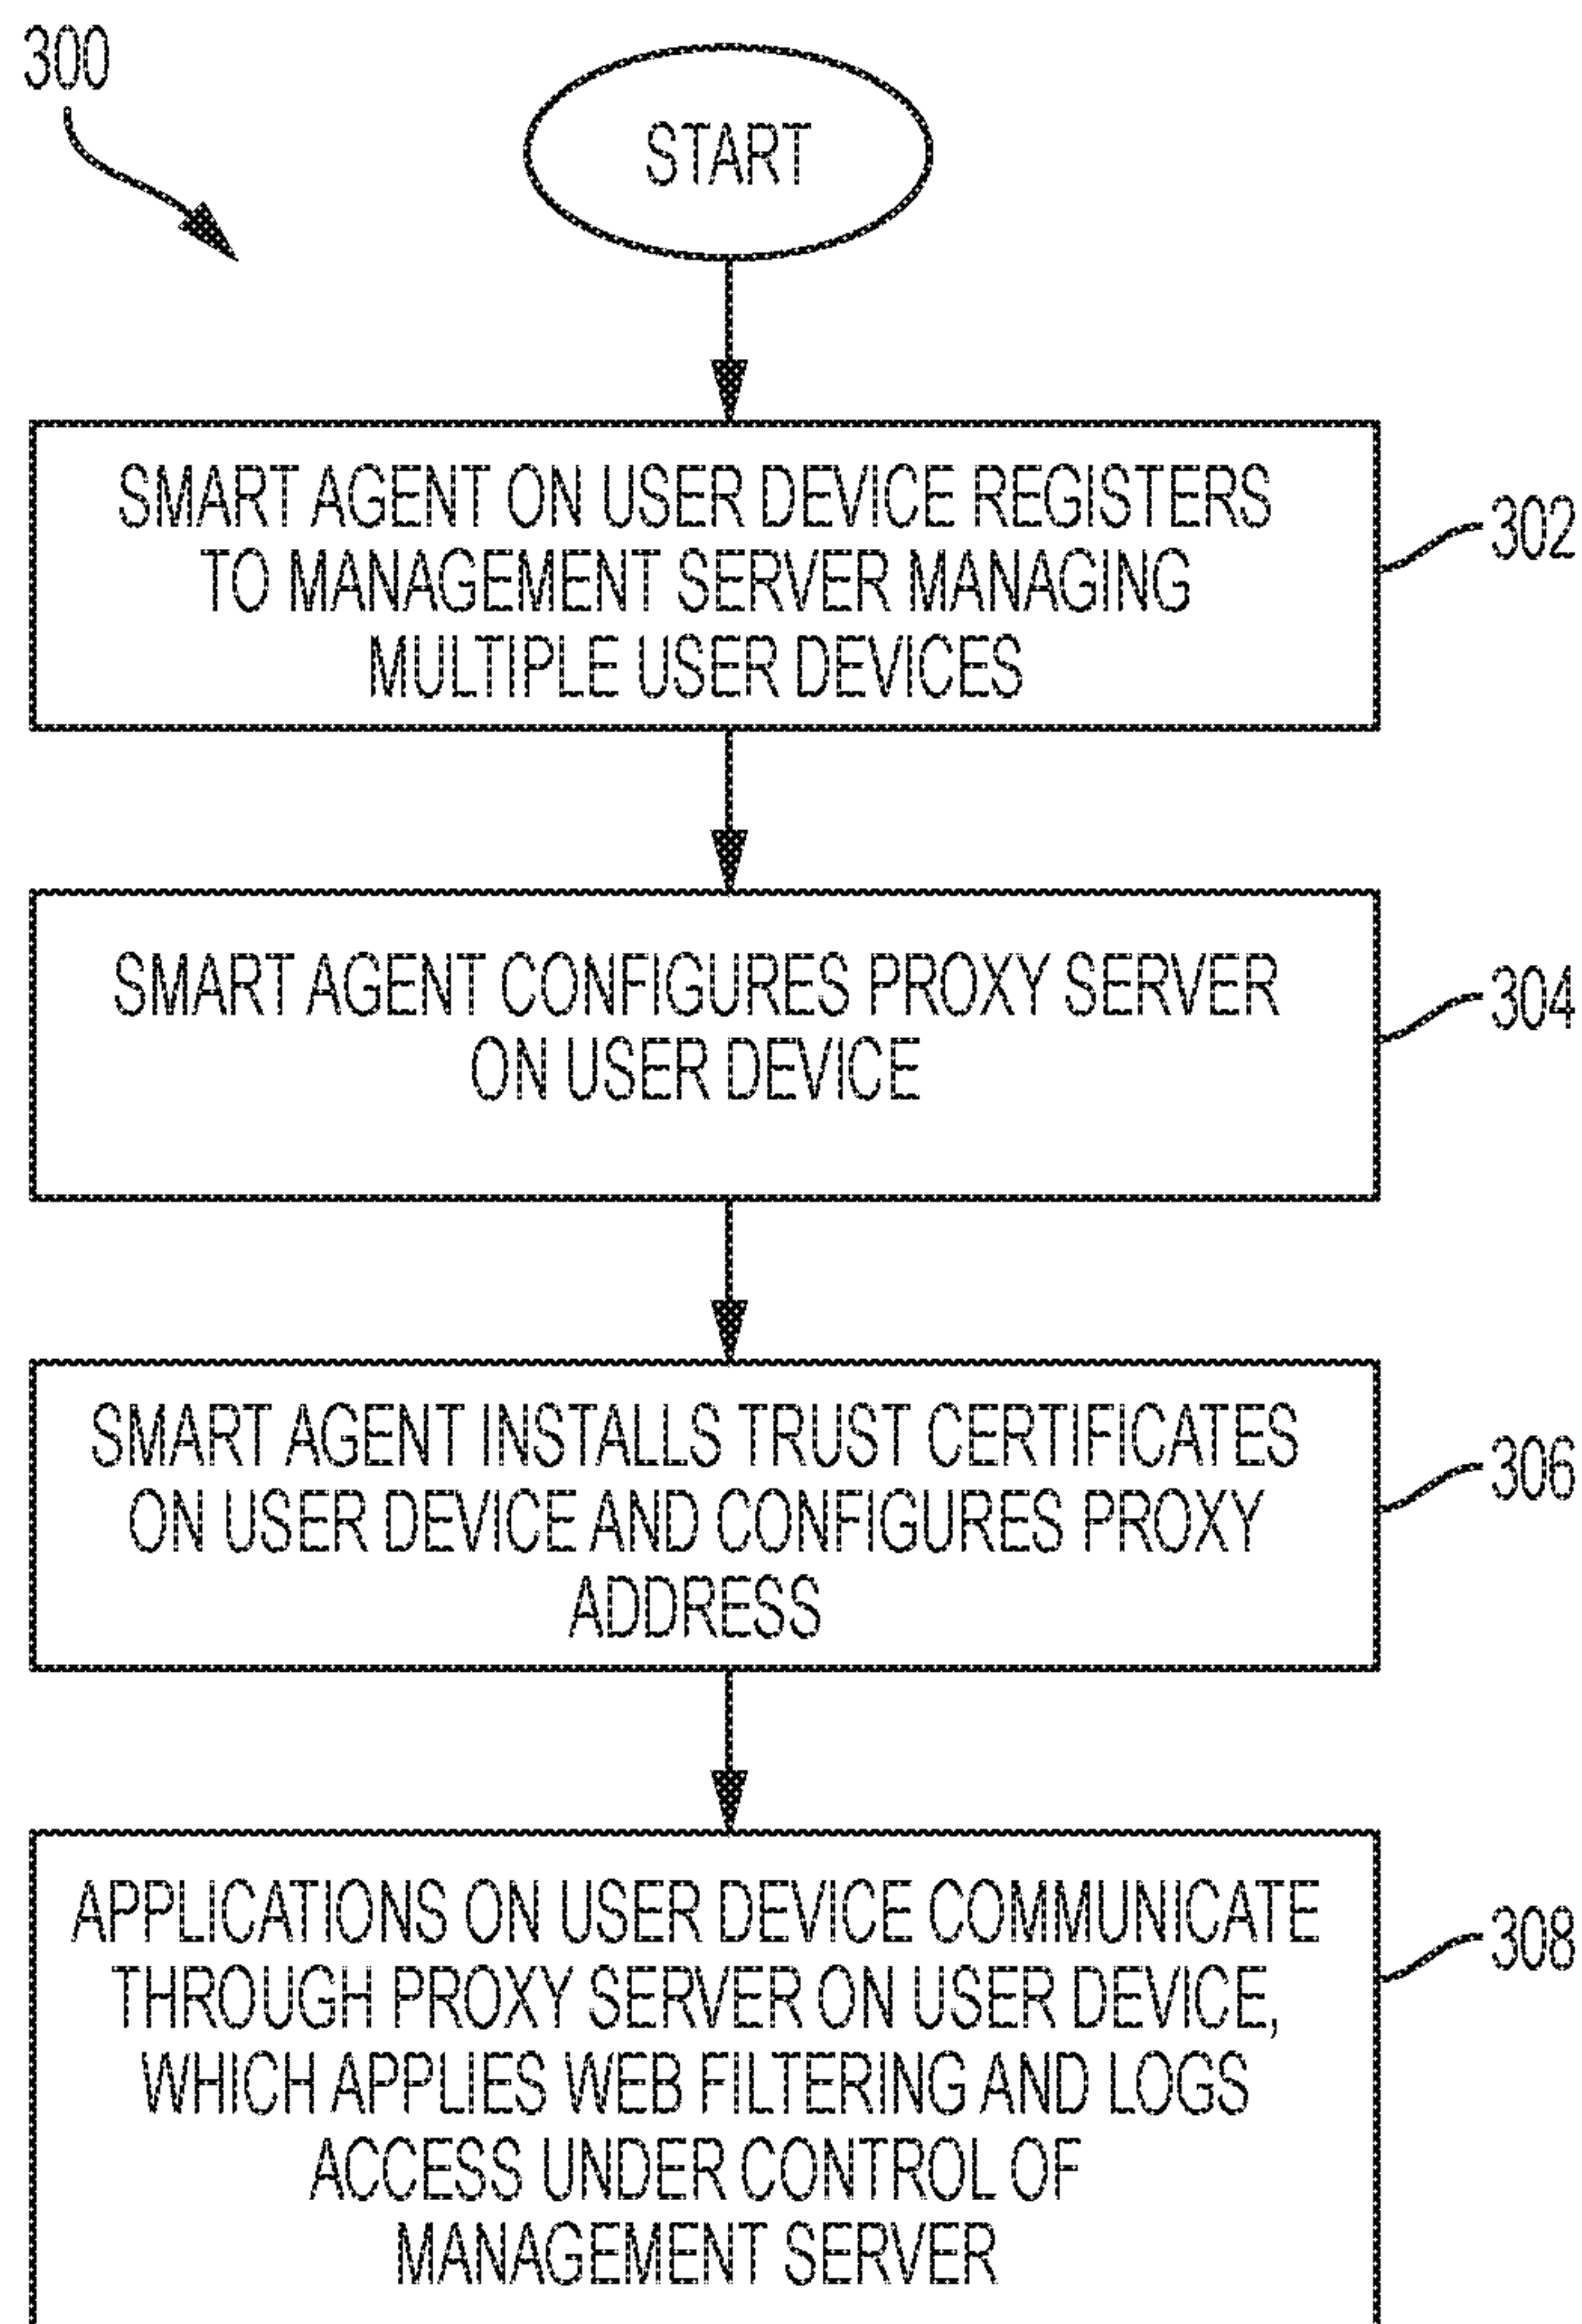 300
START
SMART AGENT ON USER DEVICE REGISTERS
TO MANAGEMENT SERVER MANAGING
MULTIPLE USER DEVICES
302
SMART AGENT CONFIGURES PROXY SERVER
ON USER DEVICE
304
SMART AGENT INSTALLS TRUST CERTIFICATES
ON USER DEVICE AND CONFIGURES PROXY
ADDRESS
306
APPLICATIONS ON USER DEVICE COMMUNICATE
THROUGH PROXY SERVER ON USER DEVICE,
WHICH APPLIES WEB FILTERING AND LOGS
ACCESS UNDER CONTROL OF
MANAGEMENT SERVER
308